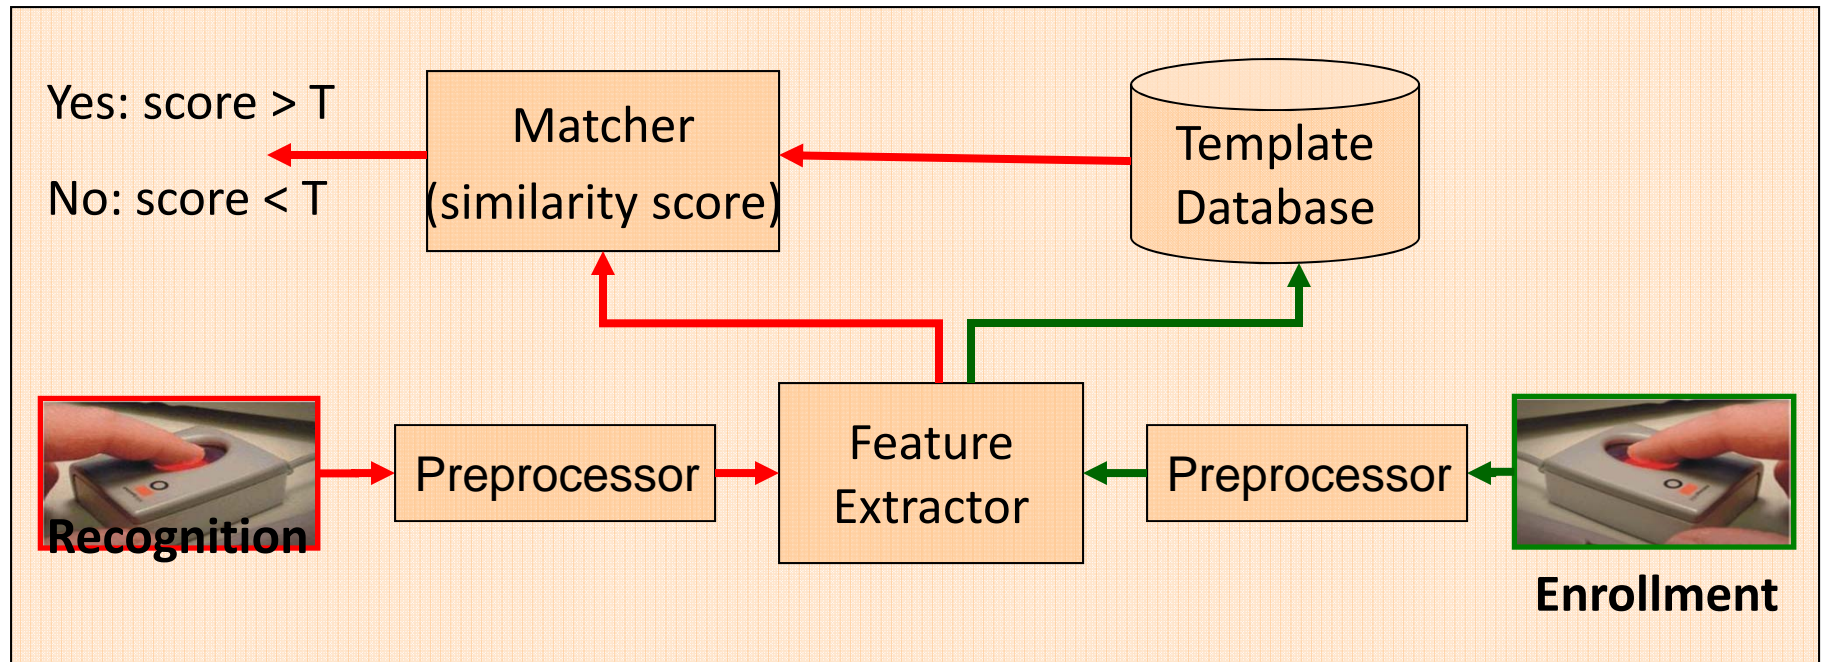 Yes: score > T
No: score < T
Matcher
(similarity score)
Template
Database
Recognition
Preprocessor
Feature
Extractor
Preprocessor
Enrollment